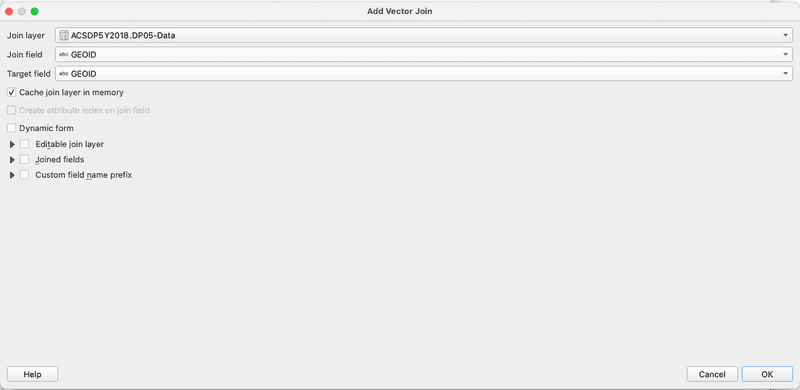 Add Vector Join
Join layer ACSDP5Y2018.DP05-Data
Join field abc GEOID
Target field abc GEOID
Cache join layer in memory
Create attribute index on join field
Dynamic form
Editable join layer
Joined fields
Custom field name prefix
Help Cancel OK